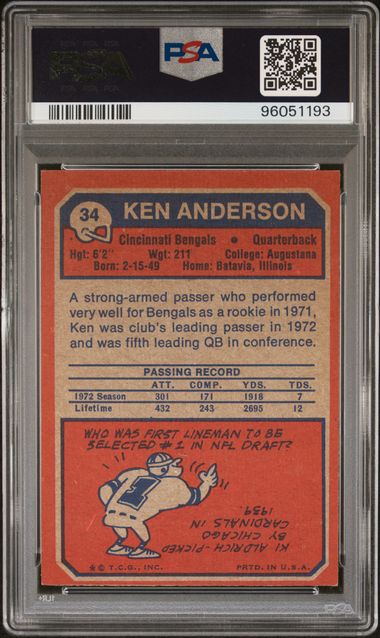 PSA
PSA
96051193
34 KEN ANDERSON
Cincinnati Bengals • Quarterback
Hgt: 6'2" Wgt: 211 College: Augustana
Born: 2-15-49 Home: Batavia, Illinois
A strong-armed passer who performed
very well for Bengals as a rookie in 1971,
Ken was club's leading passer in 1972
and was fifth leading QB in conference.
PASSING RECORD
ATT. COMP. YDS. TDS.
1972 Season 301 171 1918 7
Lifetime 432 243 2695 12
WHO WAS FIRST LINEMAN TO BE
SELECTED #1 IN NFL DRAFT?
1
KI ALDRICH-PICKED
BY CHICAGO
CARDINALS IN
1939.
* © T.C.G., INC. PRTD. IN U.S.A.